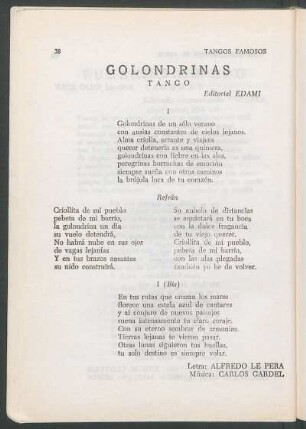 38
TANGOS FAMOSOS
GOLONDRINAS
TANGO
Editorial EDAMI
I
Golondrinas de un sólo verano
con ansias constantes de cielos lejanos.
Alma criolla, errante y viajera
querer detenerla es una quimera,
golondrinas con fiebre en las alas,
peregrinas borrachas de emoción
siempre sueña con otros caminos
la brújula loca de tu corazón.
Refrán
Criollita de mi pueblo
pebeta de mi barrio,
la golondrina un día
su vuelo detendrá,
No habrá nube en sus ojos
de vagas lejanías
Y en tus brazos amantes
su nido construirá.
Su anhelo de distancias
se aquietará en tu boca
con la dulce fragancia
de tu viejo querer.
Criollita de mi pueblo,
pebeta de mi barrio,
con las alas plegadas
también yo he de volver.
I (Bis)
En tus rutas que cruzan los mares
florece una estela azul de cantares
y al conjuro de nuevos paisajes
suena intensamente tu claro cordaje.
Con su eterno sembrar de armonías.
Tierras lejanas te vieron pasar.
Otras lunas siguieron tus huellas,
tu solo destino es siempre volar.
Letra: ALFREDO LE PERA
Música: CARLOS GARDEL